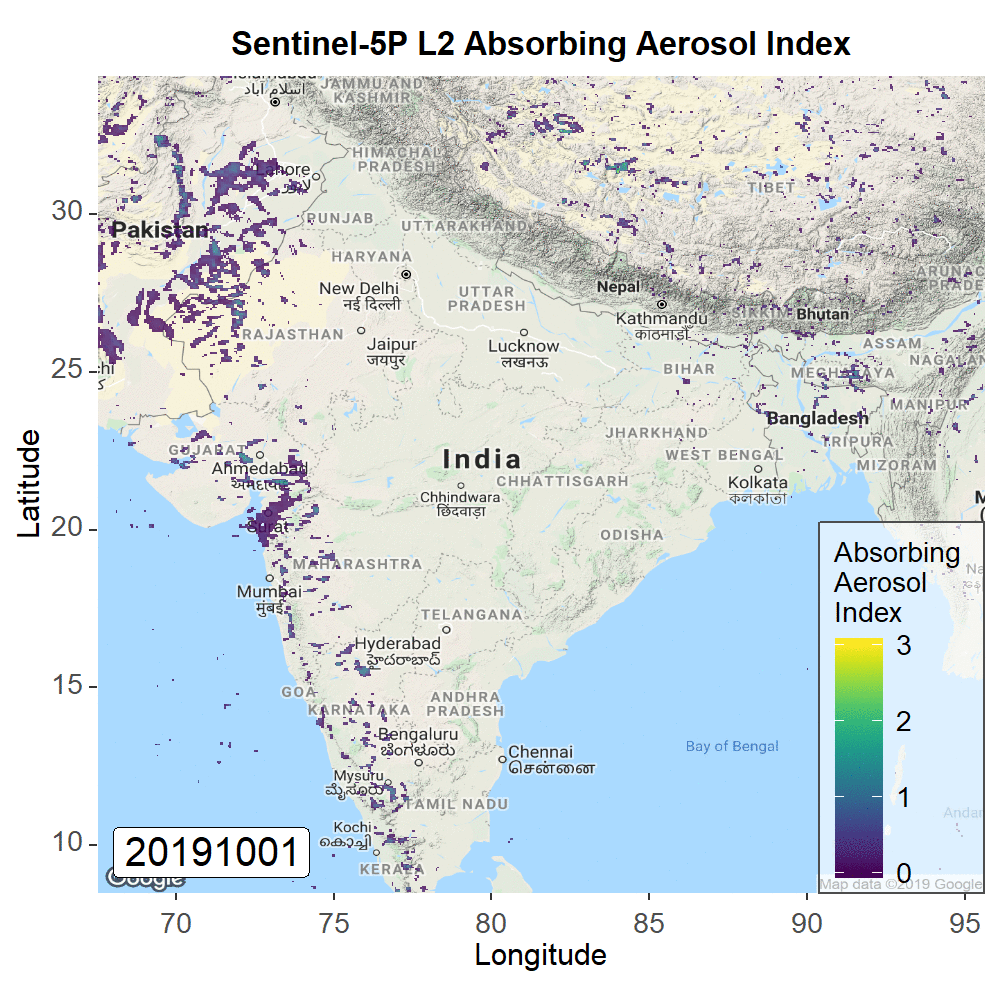 Sentinel-5P L2 Absorbing Aerosol Index
اسلام آباد
JAMMU AND
KASHMIR
HIMACHAL
PRADESH
Lahore
لاہور
TIBET
30
PUNJAB
Pakistan
UTTARAKHAND
HARYANA
New Delhi
नई दिल्ली
UTTAR
PRADESH
Nepal
Kathmandu
काठमाडौं
SIKKIM
Bhutan
RAJASTHAN
Jaipur
जयपुर
Lucknow
लखनऊ
ASSAM
25
BIHAR
MEGHALAYA
MANIPUR
Bangladesh
JHARKHAND
TRIPURA
GUJARAT
Ahmedabad
India
WEST BENGAL
MIZORAM
CHHATTISGARH
Kolkata
কলকাতা
Chhindwara
छिंदवाड़ा
Latitude
20
Surat
ODISHA
MAHARASHTRA
Mumbai
मुंबई
TELANGANA
Hyderabad
హైదరాబాద్
15
GOA
KARNATAKA
ANDHRA
PRADESH
Bengaluru
ಬೆಂಗಳೂರು
Chennai
சென்னை
Bay of Bengal
Mysuru
ಮೈಸೂರು
TAMIL NADU
Kochi
കൊച്ചി
10
KERALA
20191001
Google
Absorbing
Aerosol
Index
3
2
1
0
Map data ©2019 Google
70
75
80
85
90
95
Longitude